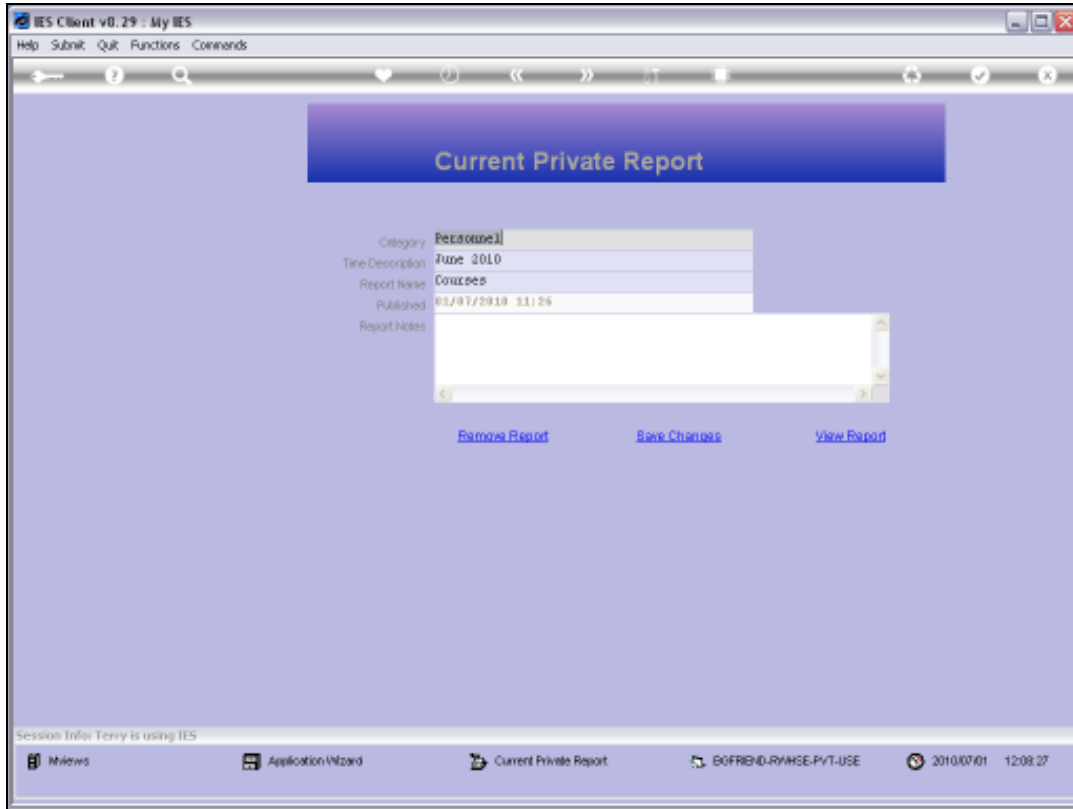 IES Client v8.29 : My IES
Help Submit Quit Functions Commands
Current Private Report
Category Personnel
Time Description June 2010
Report Name Courses
Published 01/07/2010 11:26
Report Notes
Remove Report Save Changes View Report
Session Info: Terry is using IES
Mviews Application Wizard Current Private Report BGFRIEND-RWHSE-PVT-USE 2010/07/01 12:08:27